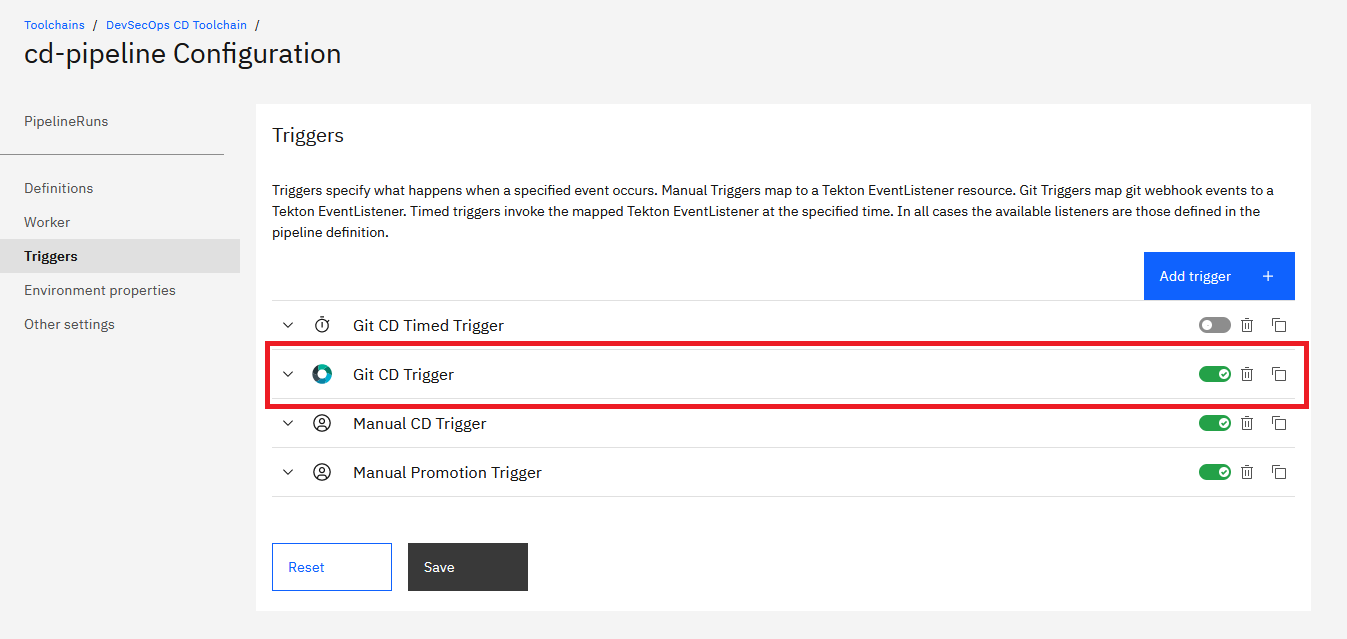 Toolchains / DevSecOps CD Toolchain /
cd-pipeline Configuration
PipelineRuns
Definitions
Worker
Triggers
Environment properties
Other settings
Triggers
Triggers specify what happens when a specified event occurs. Manual Triggers map to a Tekton EventListener resource. Git Triggers map git webhook events to a
Tekton EventListener. Timed triggers invoke the mapped Tekton EventListener at the specified time. In all cases the available listeners are those defined in the
pipeline definition.
Add trigger +
Git CD Timed Trigger
Git CD Trigger
Manual CD Trigger
Manual Promotion Trigger
Reset
Save